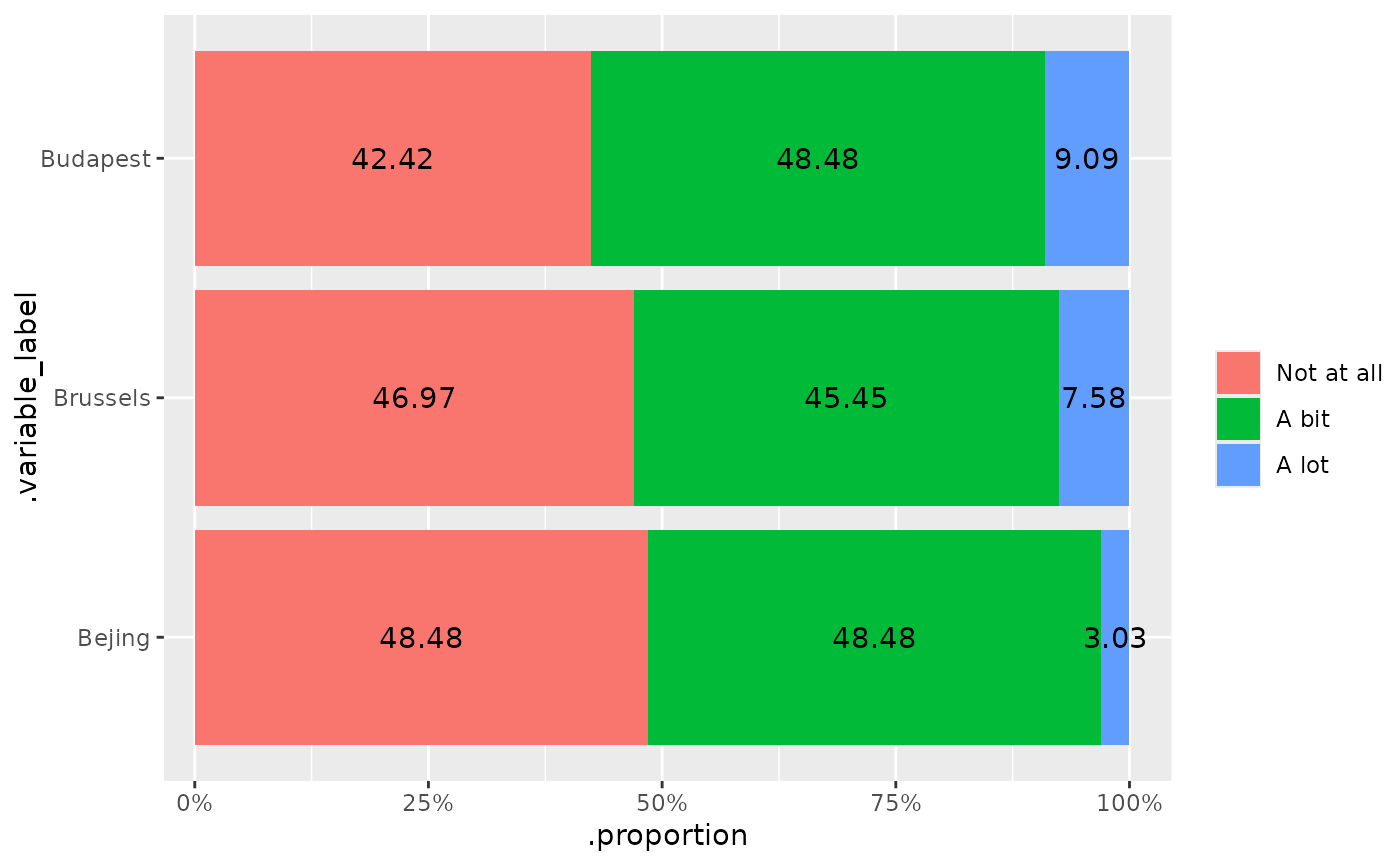 Budapest
42.42
48.48
9.09
Brussels
46.97
45.45
7.58
Bejing
48.48
48.48
3.03
.variable_label
0%
25%
50%
75%
100%
.proportion
Not at all
A bit
A lot